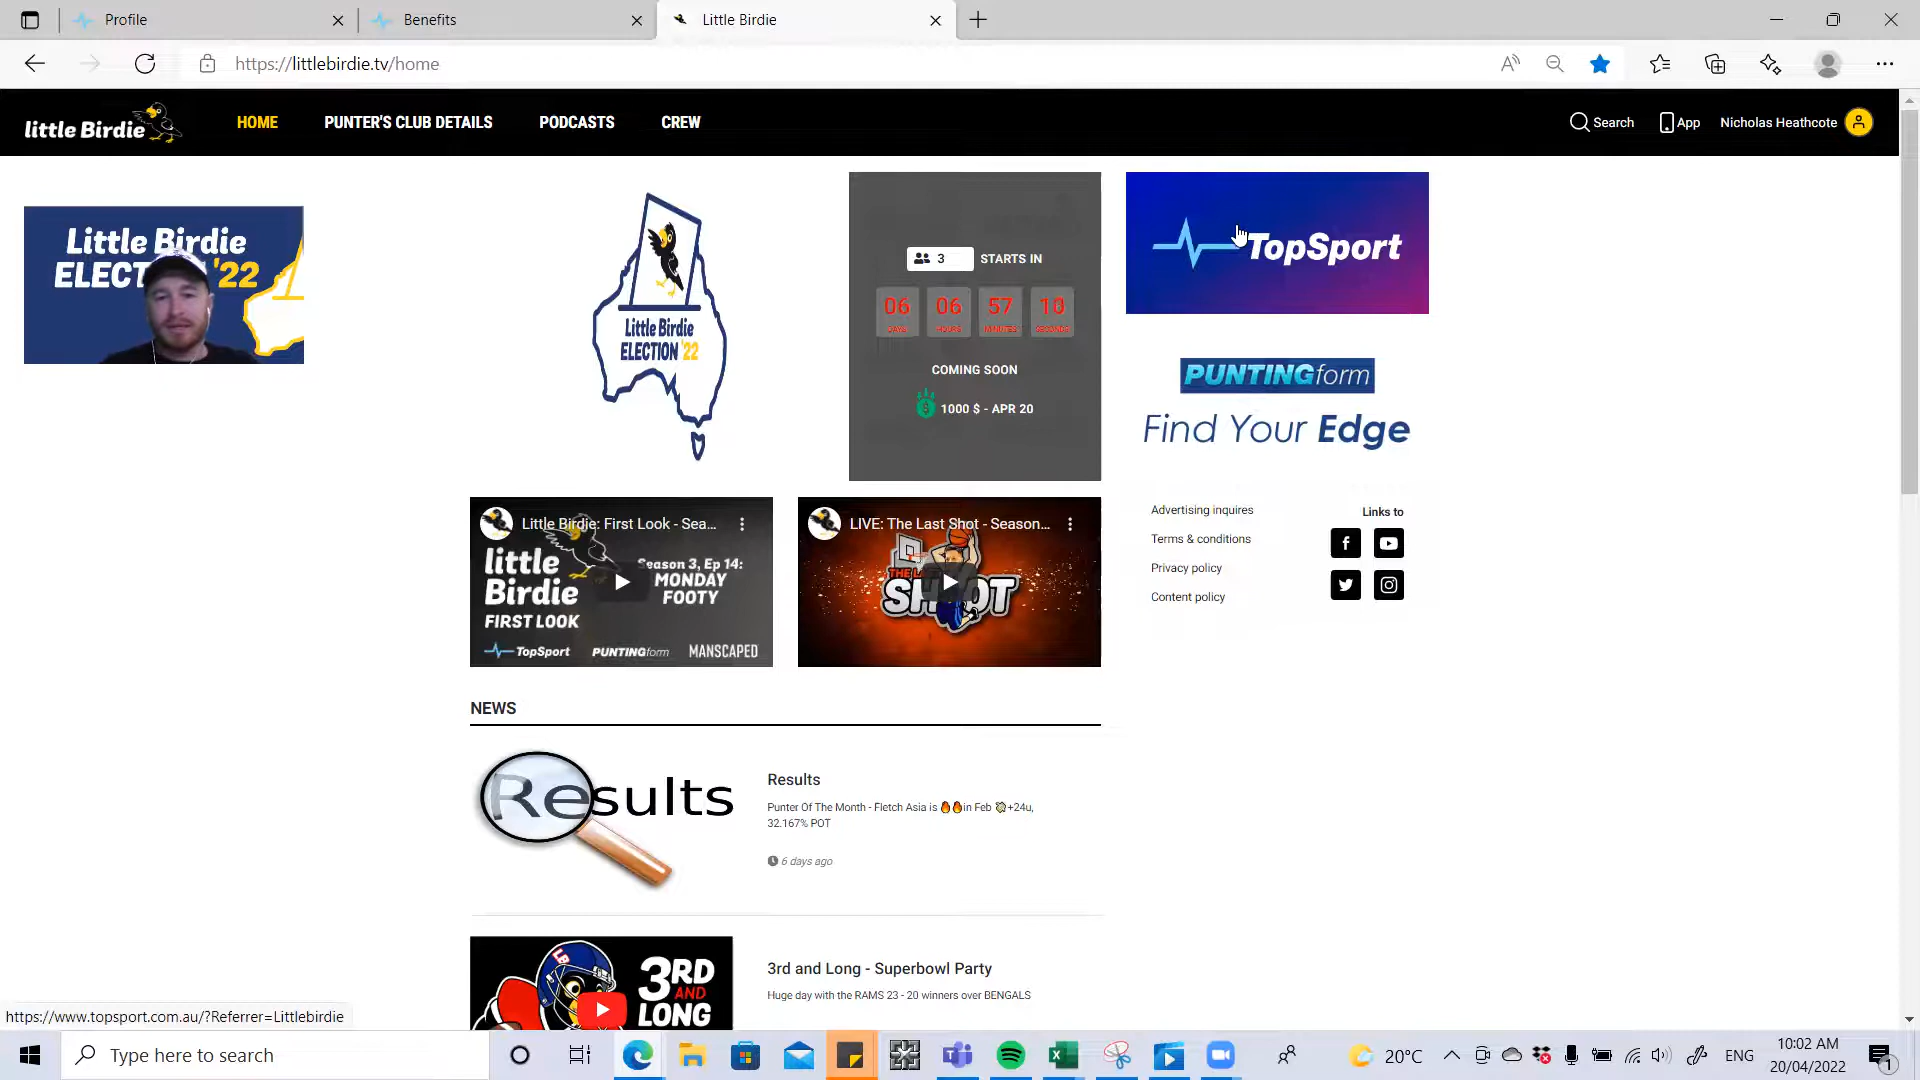 Profile
Benefits
Little Birdie
https://littlebirdie.tv/home
little Birdie
HOME
PUNTER'S CLUB DETAILS
PODCASTS
CREW
Search
App
Nicholas Heathcote
Little Birdie
ELECT '22
Little Birdie
ELECTION '22
3 STARTS IN
06 06 57 10
DAYS HOURS MINUTES SECONDS
COMING SOON
1000 $ - APR 20
TopSport
PUNTINGform
Find Your Edge
Little Birdie: First Look - Sea...
little
Birdie
FIRST LOOK
Season 3, Ep 14:
MONDAY
FOOTY
TopSport PUNTINGform MANSCAPED
LIVE: The Last Shot - Season...
SHOT
Advertising inquires
Terms & conditions
Privacy policy
Content policy
Links to
NEWS
Results
Results
Punter Of The Month - Fletch Asia is 🔥🔥in Feb 💸+24u,
32.167% POT
6 days ago
3RD
AND
LONG
LB
3rd and Long - Superbowl Party
Huge day with the RAMS 23 - 20 winners over BENGALS
https://www.topsport.com.au/?Referrer=Littlebirdie
Type here to search
20°C
ENG
10:02 AM
20/04/2022
1